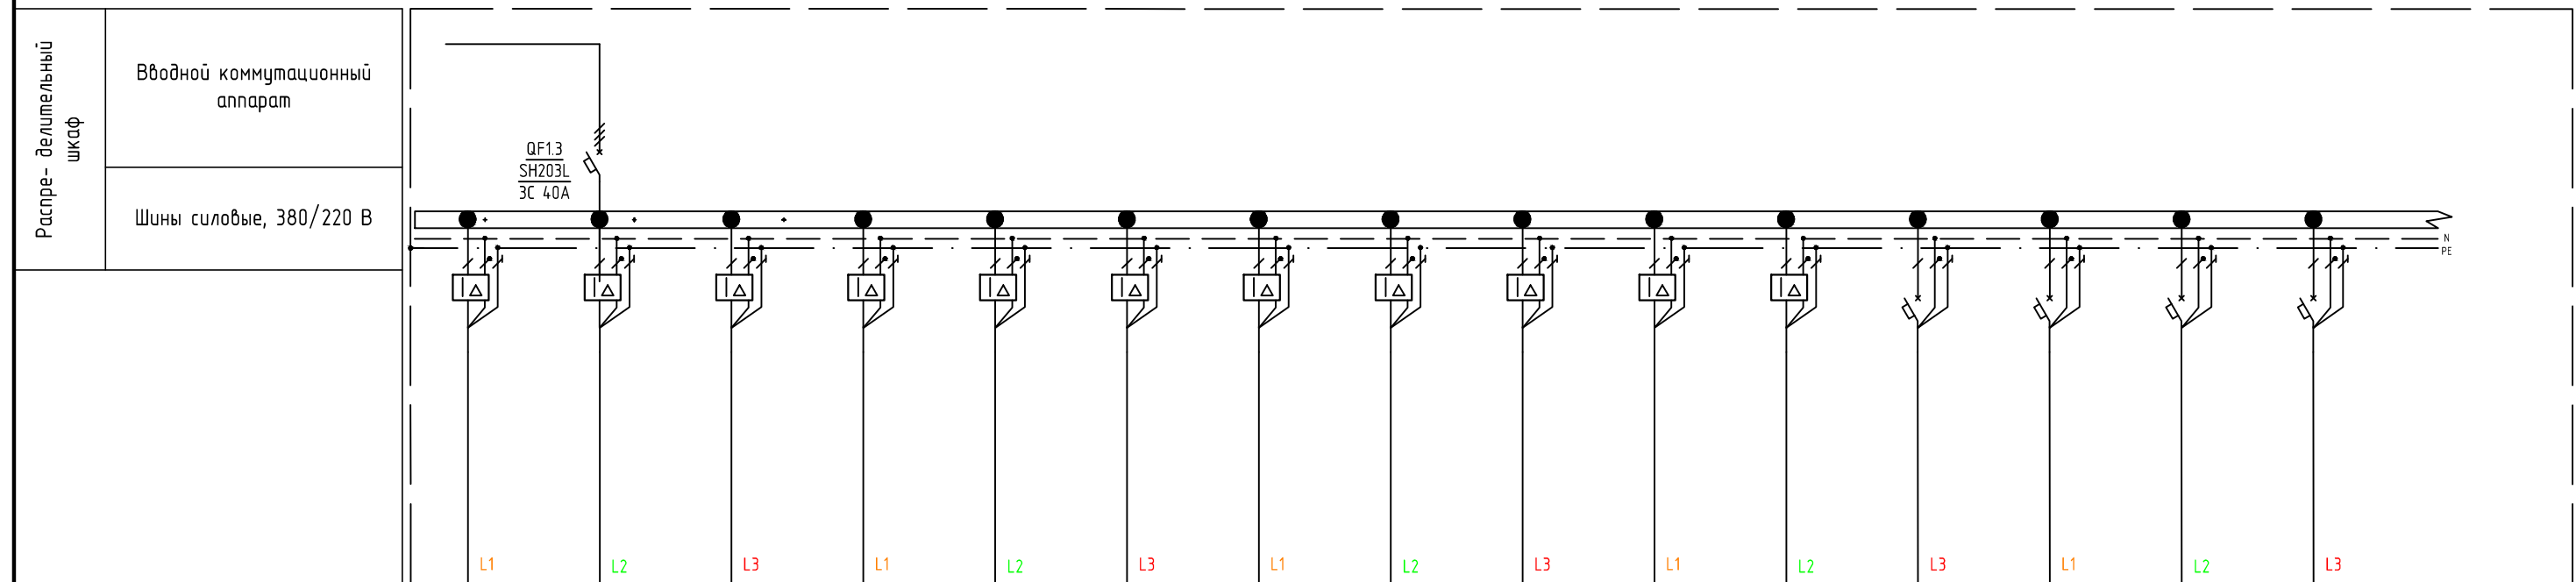 Распре- делительный
шкаф
Вводной коммутационный
аппарат
Шины силовые, 380/220 В
QF1.3
SH203L
3C 40A
N
PE
L1
L2
L3
L1
L2
L3
L1
L2
L3
L1
L2
L3
L1
L2
L3